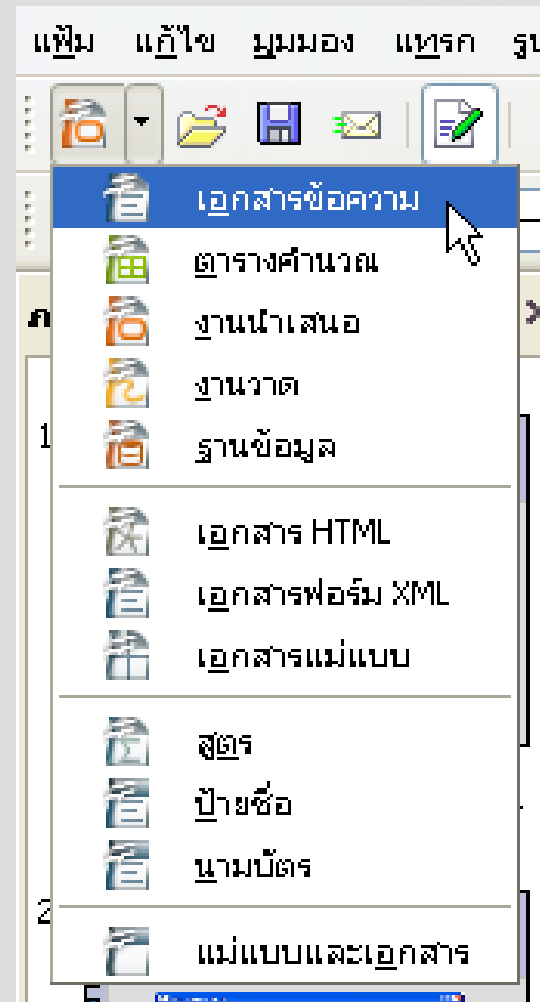 แฟ้ม แก้ไข มุมมอง แทรก
เอกสารข้อความ
ตารางคำนวณ
งานนำเสนอ
งานวาด
ฐานข้อมูล
1
เอกสาร HTML
เอกสารฟอร์ม XML
เอกสารแม่แบบ
สูตร
ป้ายชื่อ
นามบัตร
2
แม่แบบและเอกสาร